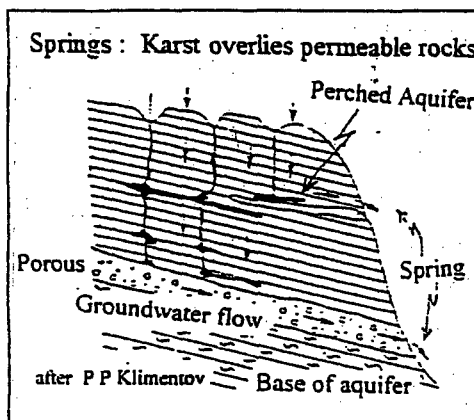 Springs : Karst overlies permeable rocks
Perched Aquifer
Porous
Spring
Groundwater flow
after P P Klimentov
Base of aquifer